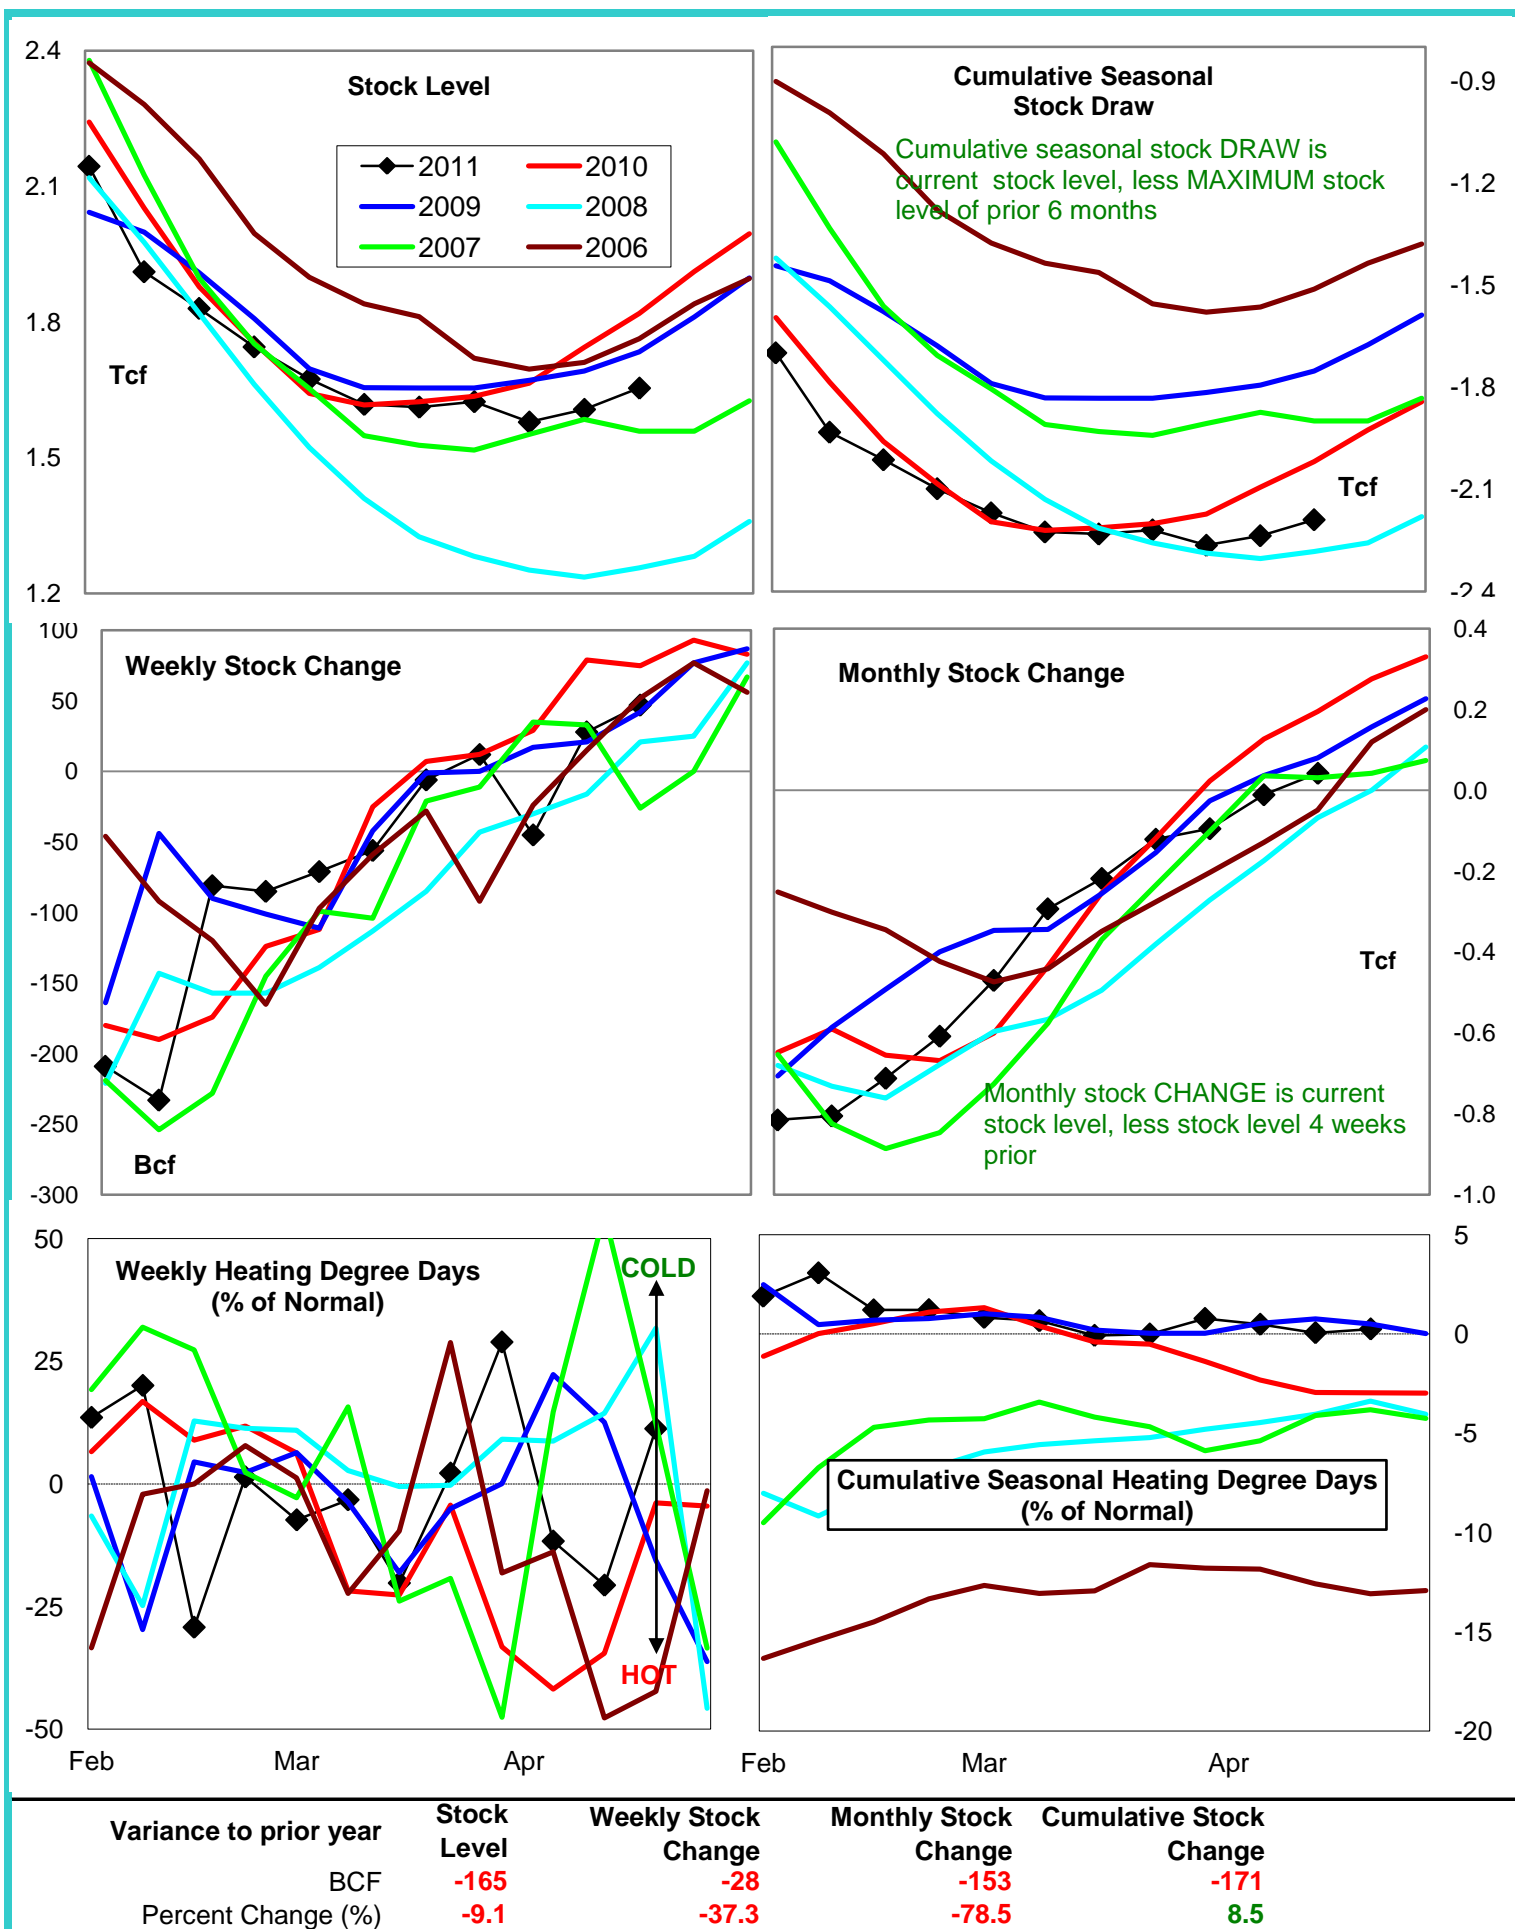 Stock Level
2.4
2.1
1.8
1.5
1.2
2011
2010
2009
2008
2007
2006
Tcf
Cumulative Seasonal
Stock Draw
Cumulative seasonal stock DRAW is
current stock level, less MAXIMUM stock
level of prior 6 months
Tcf
-0.9
-1.2
-1.5
-1.8
-2.1
-2.4
Weekly Stock Change
100
50
0
-50
-100
-150
-200
-250
-300
Bcf
Monthly Stock Change
Tcf
Monthly stock CHANGE is current
stock level, less stock level 4 weeks
prior
0.4
0.2
0.0
-0.2
-0.4
-0.6
-0.8
-1.0
Weekly Heating Degree Days
(% of Normal)
50
25
0
-25
-50
COLD
HOT
Feb
Mar
Apr
Cumulative Seasonal Heating Degree Days
(% of Normal)
5
0
-5
-10
-15
-20
Feb
Mar
Apr
Variance to prior year Stock Level Weekly Stock Change Monthly Stock Change Cumulative Stock Change
BCF -165 -28 -153 -171
Percent Change (%) -9.1 -37.3 -78.5 8.5